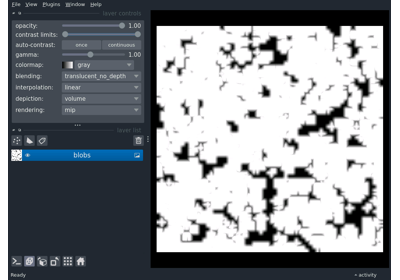 File View Plugins Window Help
layer controls
opacity: 1.00
contrast limits:
auto-contrast: once continuous
gamma: 1.00
colormap: gray
blending: translucent_no_depth
interpolation: linear
depiction: volume
rendering: mip
layer list
blobs
Ready activity